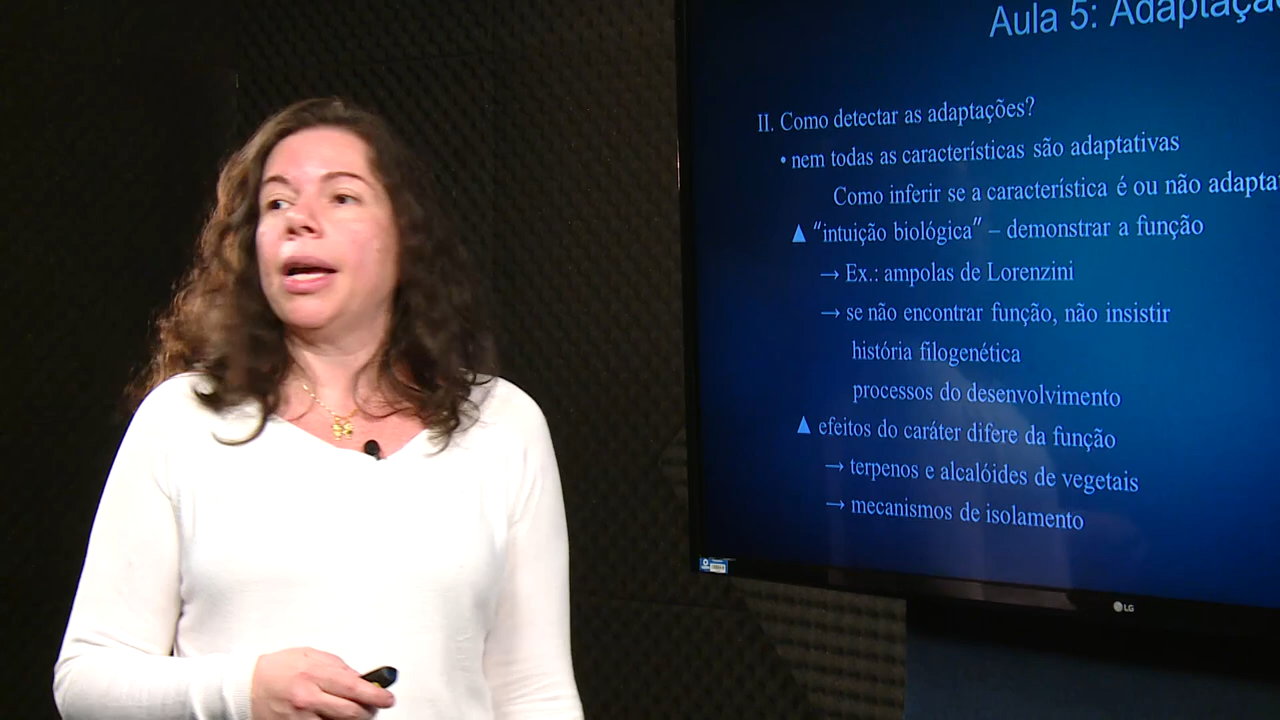 Aula 5: Adaptaçã
II. Como detectar as adaptações?
• nem todas as características são adaptativas
Como inferir se a característica é ou não adapta
▲ "intuição biológica" – demonstrar a função
→ Ex.: ampolas de Lorenzini
→ se não encontrar função, não insistir
história filogenética
processos do desenvolvimento
▲ efeitos do caráter difere da função
→ terpenos e alcalóides de vegetais
→ mecanismos de isolamento
LG